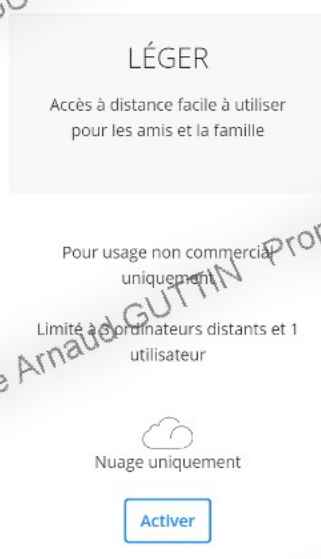 LÉGER
Accès à distance facile à utiliser
pour les amis et la famille
Pour usage non commercial
uniquement
Limité à 3 ordinateurs distants et 1
utilisateur
e Arnaud GUTTIN Pro
Nuage uniquement
Activer